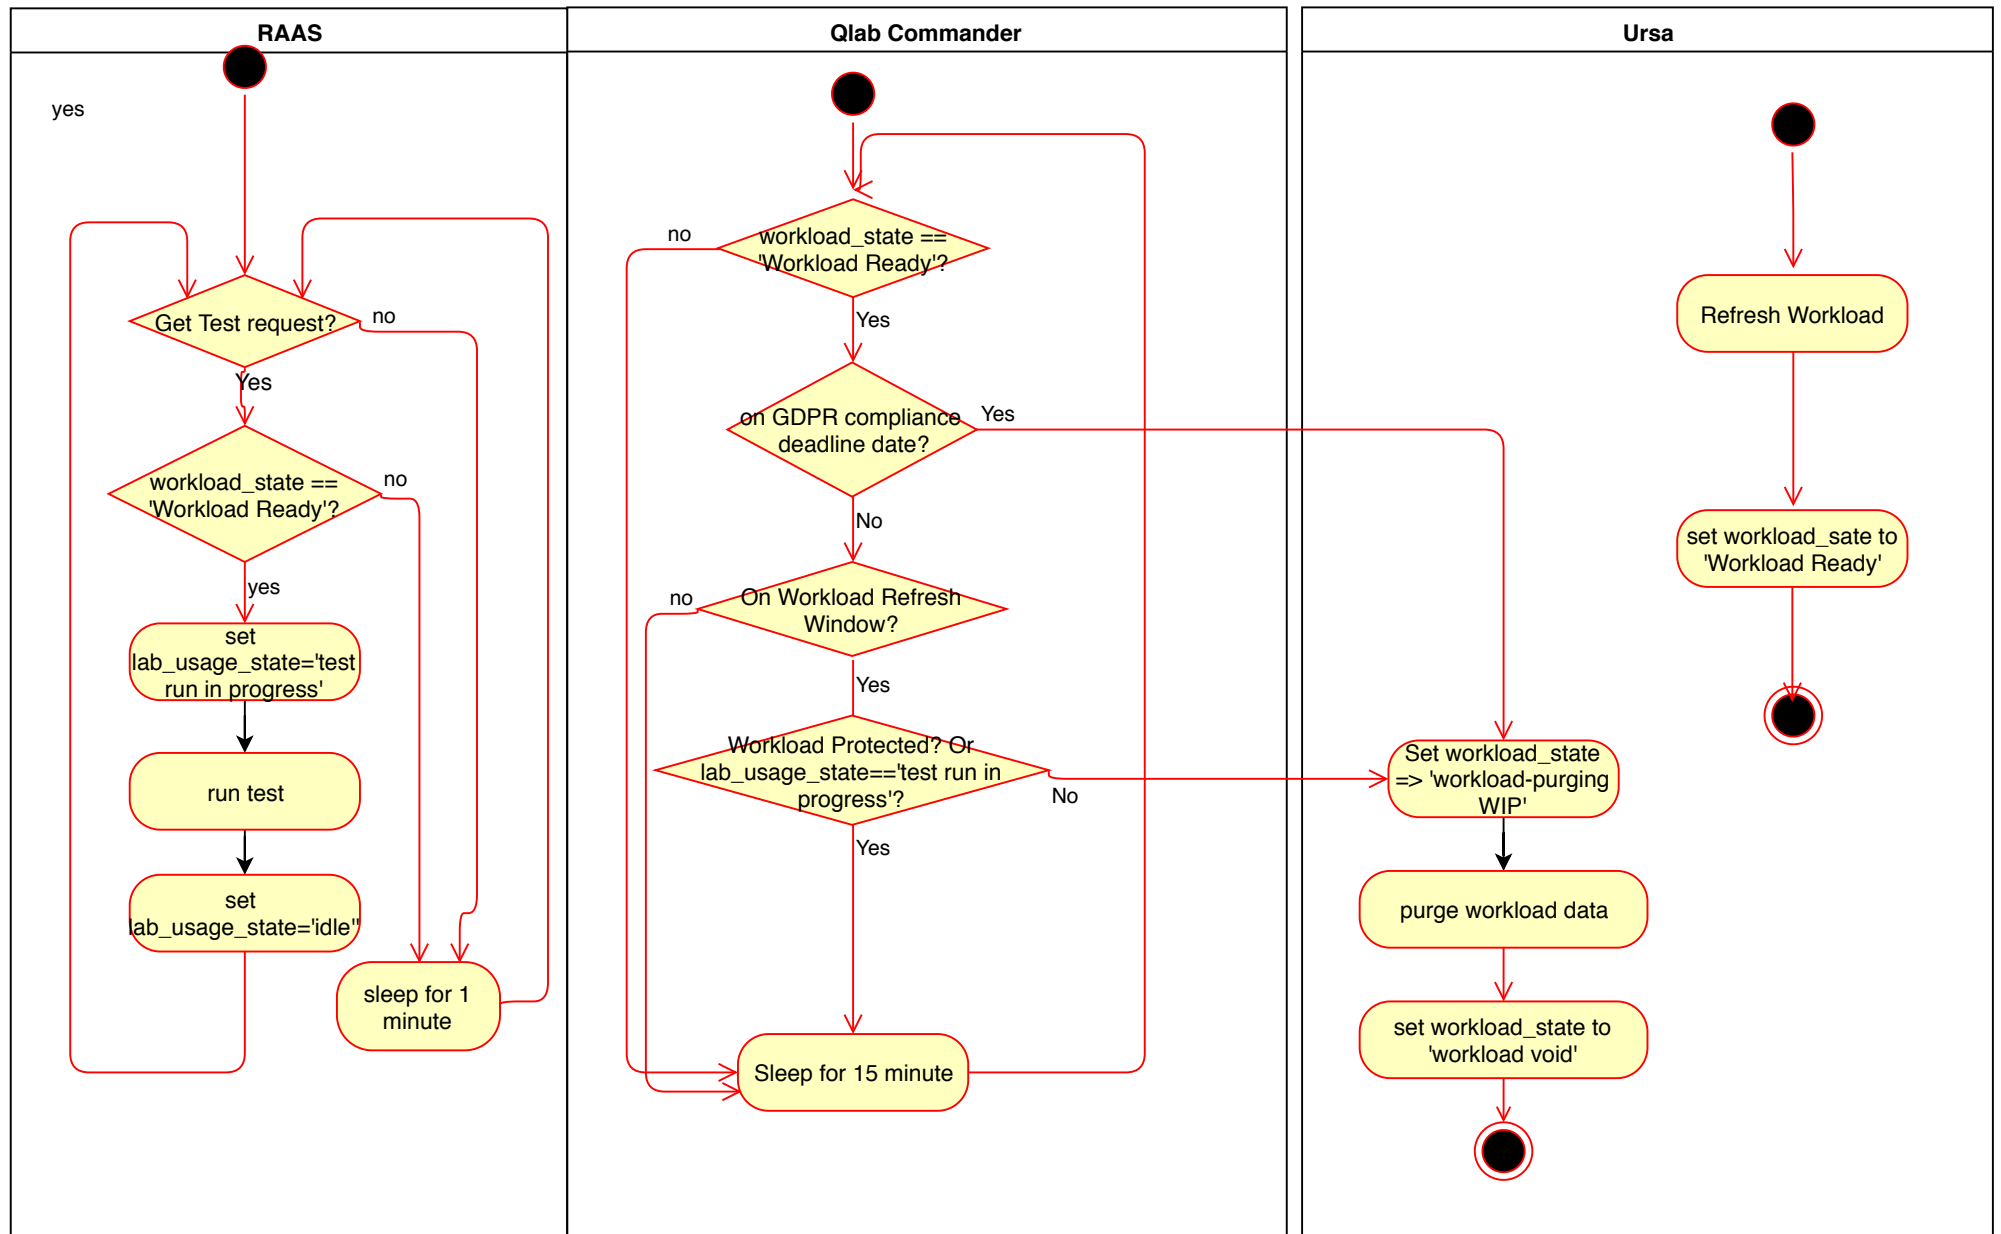 RAAS
yes
Get Test request?
no
Yes
workload_state ==
'Workload Ready'?
no
yes
set
lab_usage_state='test
run in progress'
run test
set
lab_usage_state='idle"
sleep for 1
minute
Qlab Commander
workload_state ==
'Workload Ready'?
no
Yes
on GDPR compliance
deadline date?
Yes
No
On Workload Refresh
Window?
no
Yes
Workload Protected? Or
lab_usage_state=='test run in
progress'?
No
Yes
Sleep for 15 minute
Ursa
Refresh Workload
set workload_sate to
'Workload Ready'
Set workload_state
=> 'workload-purging
WIP'
purge workload data
set workload_state to
'workload void'